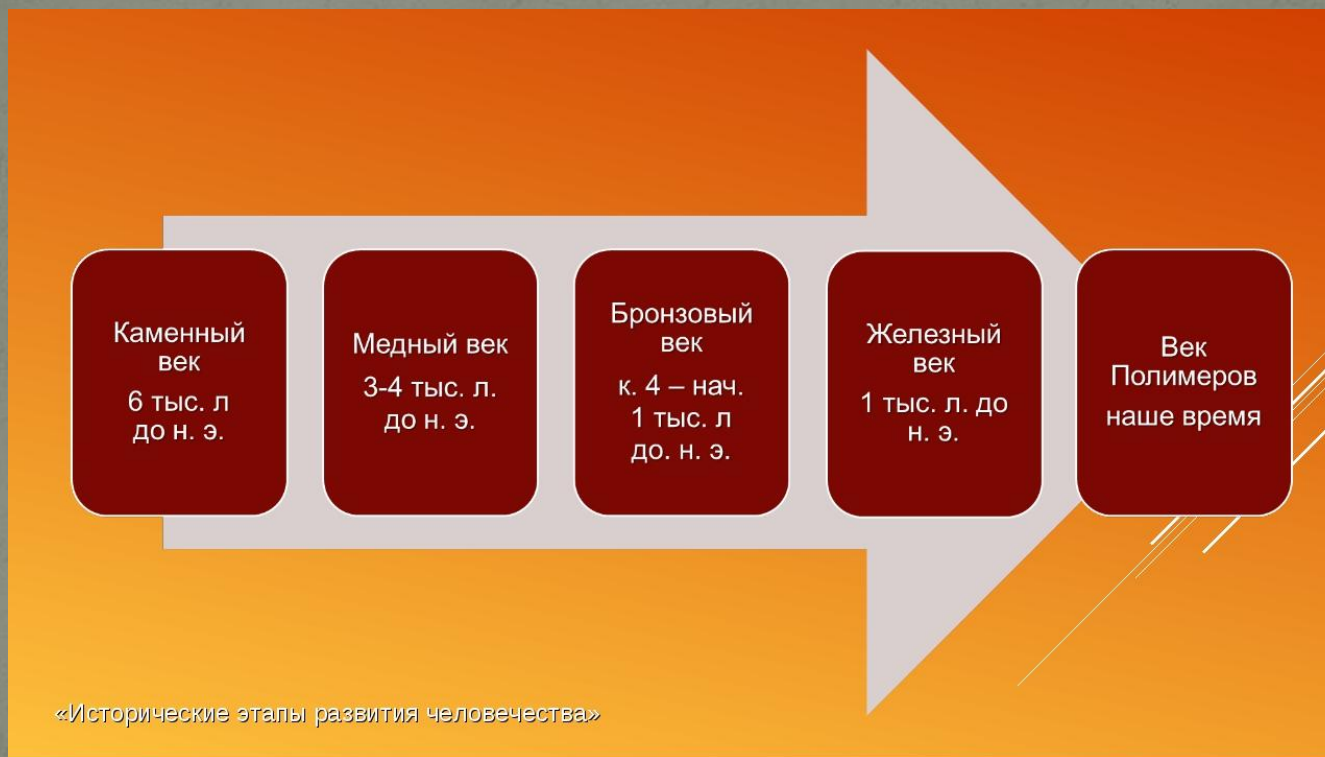 Каменный
век
6 тыс. л
до н. э.
Медный век
3-4 тыс. л.
до н. э.
Бронзовый
век
к. 4 – нач.
1 тыс. л
до. н. э.
Железный
век
1 тыс. л. до
н. э.
Век
Полимеров
наше время
«Исторические этапы развития человечества»